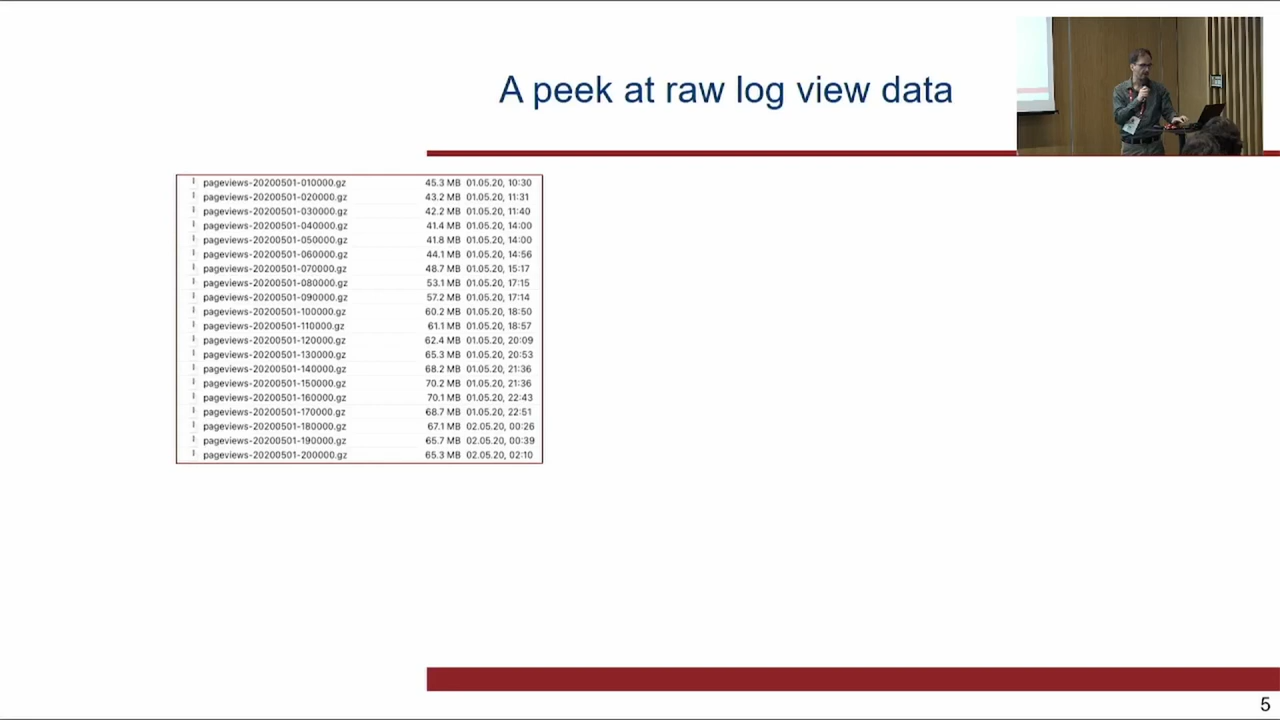 A peek at raw log view data
pageviews-20200501-010000.gz 45.3 MB 01.05.20, 10:30
pageviews-20200501-020000.gz 43.2 MB 01.05.20, 11:31
pageviews-20200501-030000.gz 42.2 MB 01.05.20, 11:40
pageviews-20200501-040000.gz 41.4 MB 01.05.20, 14:00
pageviews-20200501-050000.gz 41.8 MB 01.05.20, 14:00
pageviews-20200501-060000.gz 44.1 MB 01.05.20, 14:56
pageviews-20200501-070000.gz 48.7 MB 01.05.20, 15:17
pageviews-20200501-080000.gz 53.1 MB 01.05.20, 17:15
pageviews-20200501-090000.gz 57.2 MB 01.05.20, 17:14
pageviews-20200501-100000.gz 60.2 MB 01.05.20, 18:50
pageviews-20200501-110000.gz 61.1 MB 01.05.20, 18:57
pageviews-20200501-120000.gz 62.4 MB 01.05.20, 20:09
pageviews-20200501-130000.gz 65.3 MB 01.05.20, 20:53
pageviews-20200501-140000.gz 68.2 MB 01.05.20, 21:36
pageviews-20200501-150000.gz 70.2 MB 01.05.20, 21:36
pageviews-20200501-160000.gz 70.1 MB 01.05.20, 22:43
pageviews-20200501-170000.gz 68.7 MB 01.05.20, 22:51
pageviews-20200501-180000.gz 67.1 MB 02.05.20, 00:26
pageviews-20200501-190000.gz 65.7 MB 02.05.20, 00:39
pageviews-20200501-200000.gz 65.3 MB 02.05.20, 02:10
5